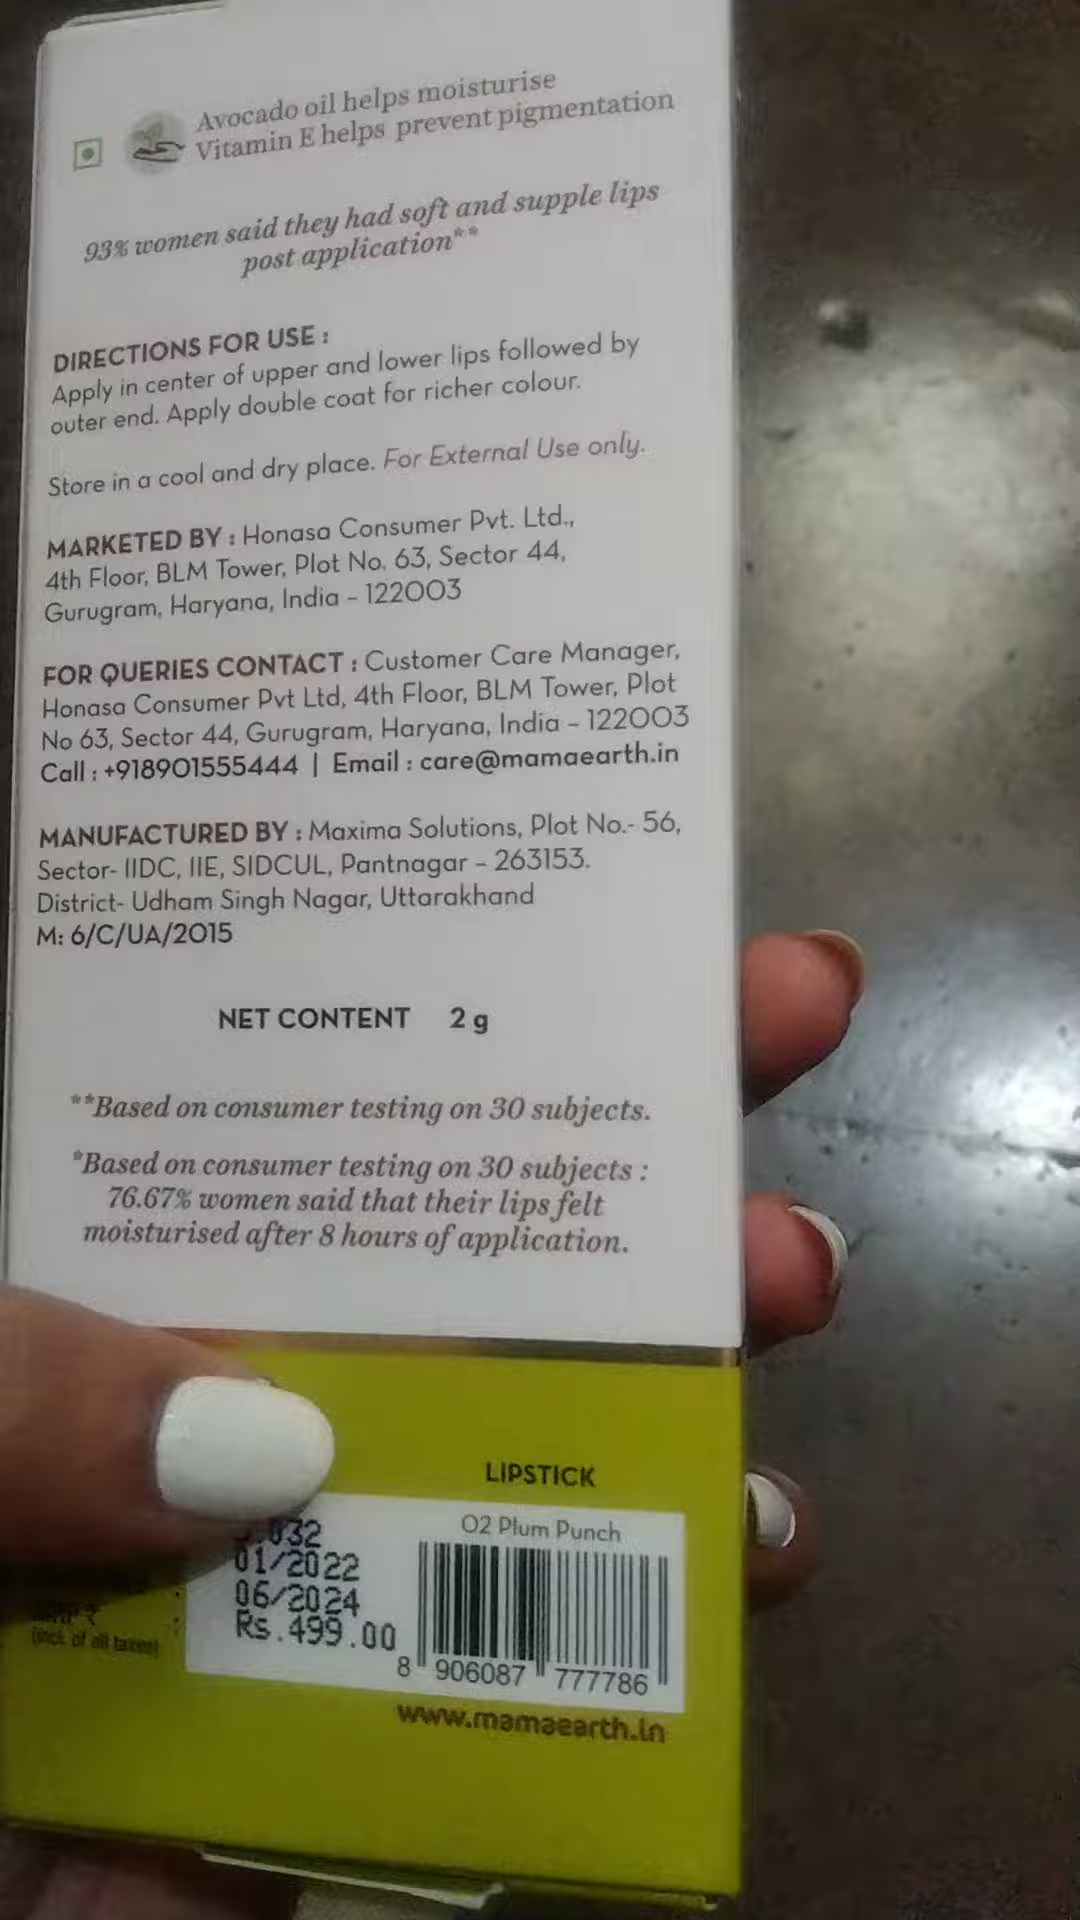 Avocado oil helps moisturise
Vitamin E helps prevent pigmentation
93% women said they had soft and supple lips
post application**
DIRECTIONS FOR USE :
Apply in center of upper and lower lips followed by
outer end. Apply double coat for richer colour.
Store in a cool and dry place. For External Use only.
MARKETED BY : Honasa Consumer Pvt. Ltd.,
4th Floor, BLM Tower, Plot No. 63, Sector 44,
Gurugram, Haryana, India - 122003
FOR QUERIES CONTACT : Customer Care Manager,
Honasa Consumer Pvt Ltd, 4th Floor, BLM Tower, Plot
No 63, Sector 44, Gurugram, Haryana, India - 122003
Call : +918901555444 | Email : care@mamaearth.in
MANUFACTURED BY : Maxima Solutions, Plot No.- 56,
Sector- IIDC, IIE, SIDCUL, Pantnagar - 263153.
District- Udham Singh Nagar, Uttarakhand
M: 6/C/UA/2015
NET CONTENT 2 g
**Based on consumer testing on 30 subjects.
*Based on consumer testing on 30 subjects :
76.67% women said that their lips felt
moisturised after 8 hours of application.
LIPSTICK
02 Plum Punch
032
01/2022
06/2024
MRP ₹ : Rs.499.00
(incl. of all taxes)
8 906087 777786
www.mamaearth.in